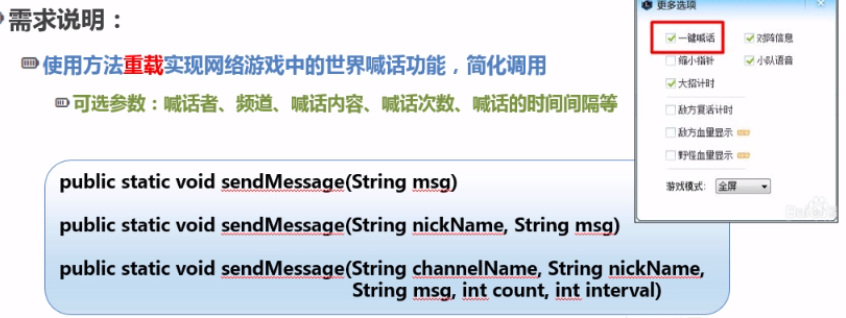 需求说明：
使用方法重载实现网络游戏中的世界喊话功能，简化调用
可选参数：喊话者、频道、喊话内容、喊话次数、喊话的时间间隔等
public static void sendMessage(String msg)
public static void sendMessage(String nickName, String msg)
public static void sendMessage(String channelName, String nickName,
String msg, int count, int interval)
更多选项
一键喊话 对阵信息
缩小指针 小队语音
大招计时
敌方复活计时
敌方血量显示
野怪血量显示
游戏模式: 全屏